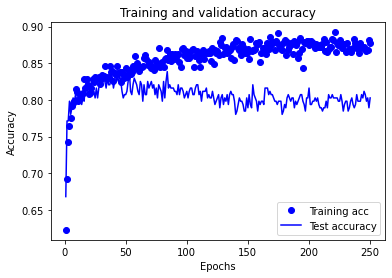 Training and validation accuracy
Accuracy
0.90
0.85
0.80
0.75
0.70
0.65
0 50 100 150 200 250
Epochs
Training acc
Test accuracy